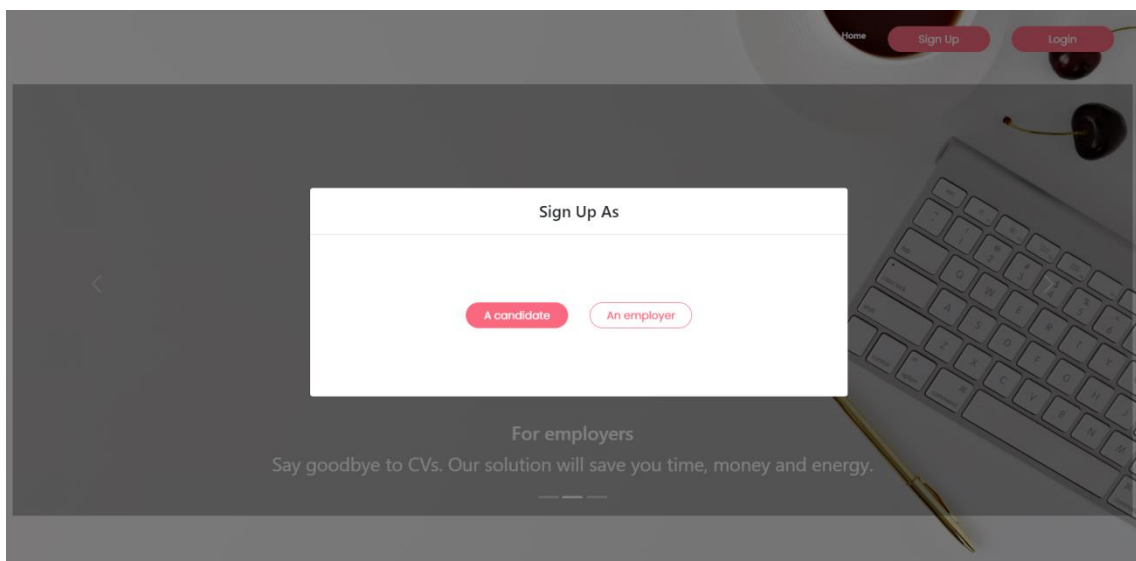 Home
Sign Up
Login
Sign Up As
A candidate
An employer
For employers
Say goodbye to CVs. Our solution will save you time, money and energy.